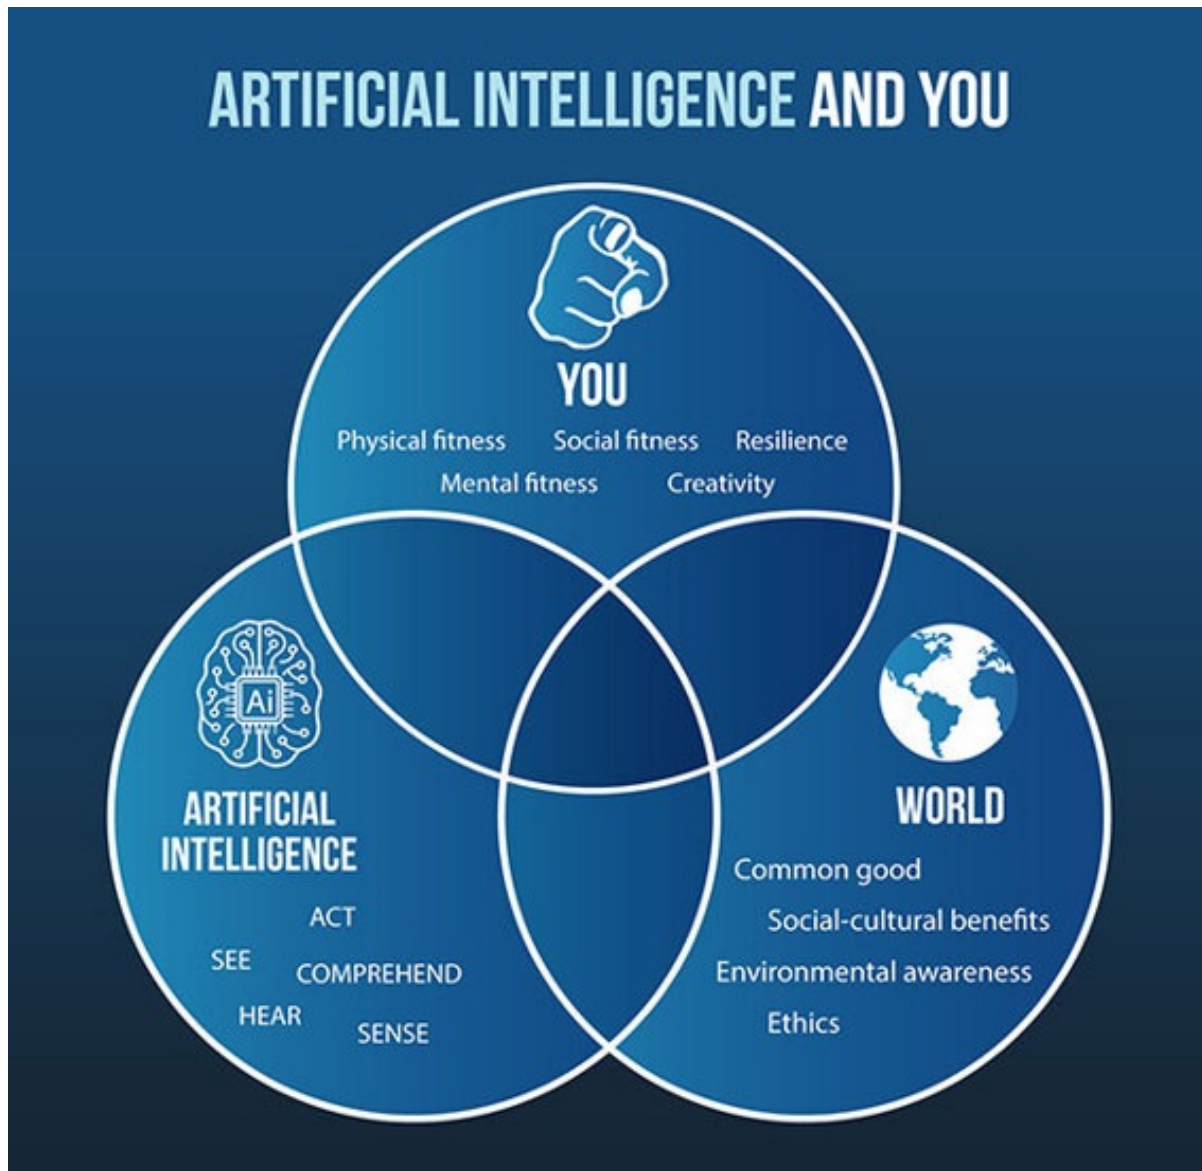 ARTIFICIAL INTELLIGENCE AND YOU
YOU
Physical fitness Social fitness Resilience
Mental fitness Creativity
Ai
ARTIFICIAL
INTELLIGENCE
ACT
SEE
COMPREHEND
HEAR
SENSE
WORLD
Common good
Social-cultural benefits
Environmental awareness
Ethics